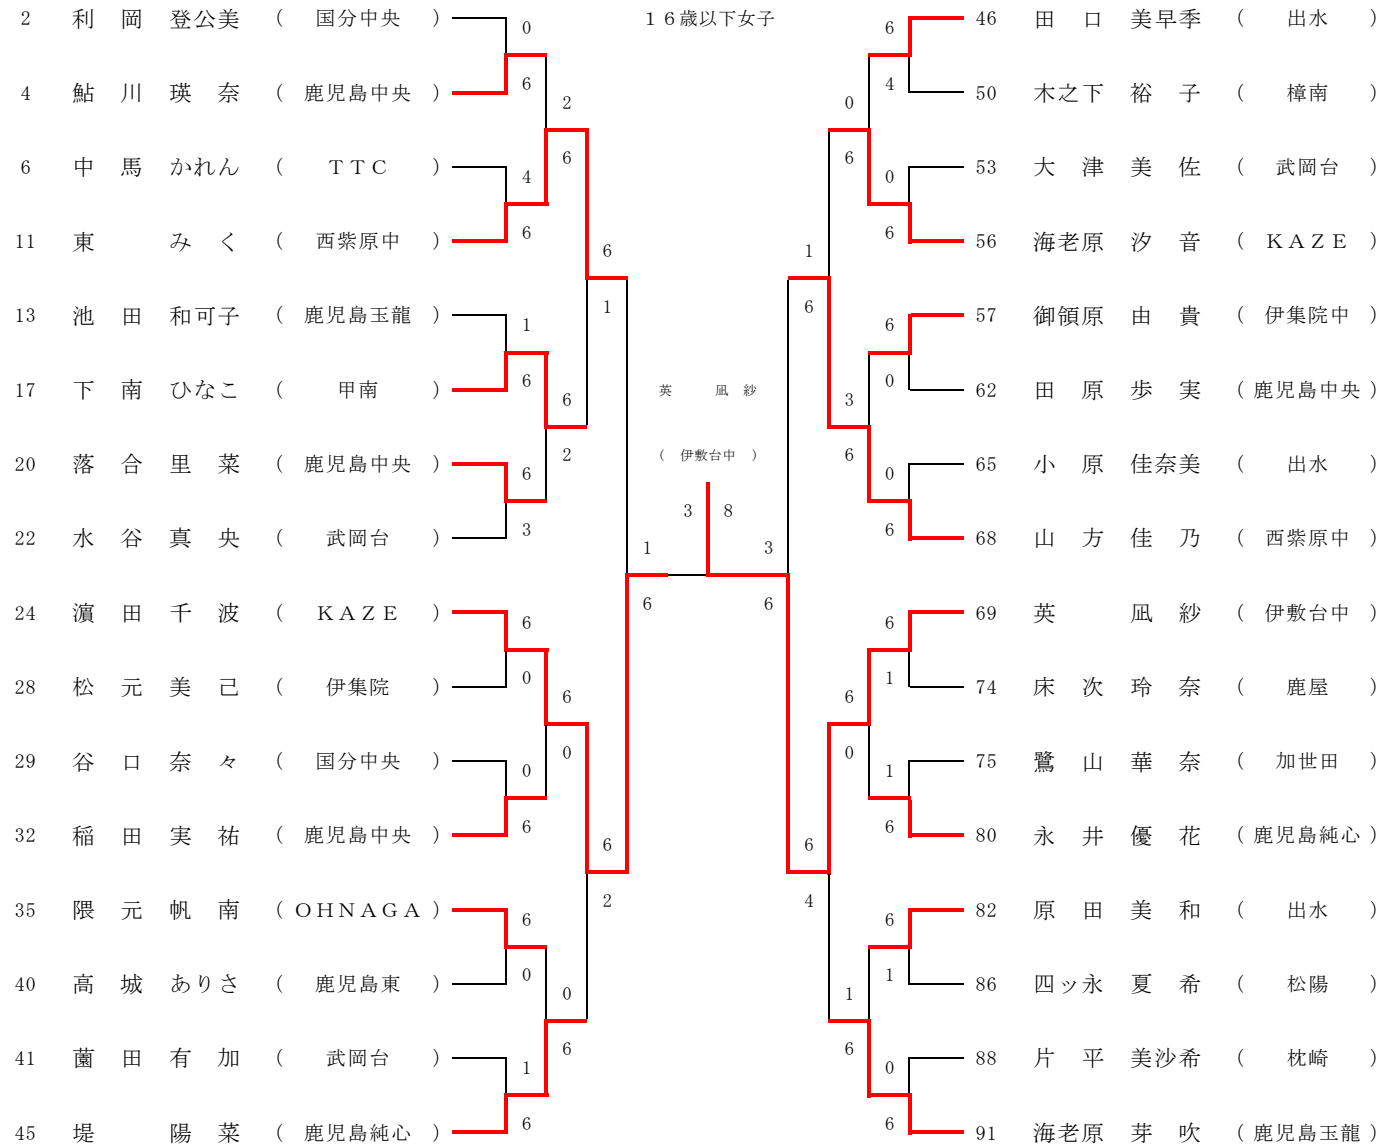 １６歳以下女子
2 利 岡 登公美 ( 国分中央 )
0
6
4 鮎 川 瑛 奈 ( 鹿児島中央 )
2
6
6 中 馬 かれん ( ＴＴＣ )
4
6
11 東 み く ( 西紫原中 )
6
1
13 池 田 和可子 ( 鹿児島玉龍 )
1
6
17 下 南 ひなこ ( 甲南 )
6
2
20 落 合 里 菜 ( 鹿児島中央 )
6
3
22 水 谷 真 央 ( 武岡台 )
1
6
24 濵 田 千 波 ( ＫＡＺＥ )
6
0
28 松 元 美 己 ( 伊集院 )
6
0
29 谷 口 奈 々 ( 国分中央 )
0
6
32 稲 田 実 祐 ( 鹿児島中央 )
6
2
35 隈 元 帆 南 ( ＯＨＮＡＧＡ )
6
0
40 高 城 ありさ ( 鹿児島東 )
0
6
41 薗 田 有 加 ( 武岡台 )
1
6
45 堤 陽 菜 ( 鹿児島純心 )
英 凪 紗
( 伊敷台中 )
3 8
46 田 口 美早季 ( 出水 )
6
4
50 木之下 裕 子 ( 樟南 )
0
6
53 大 津 美 佐 ( 武岡台 )
0
6
56 海老原 汐 音 ( ＫＡＺＥ )
1
6
57 御領原 由 貴 ( 伊集院中 )
6
0
62 田 原 歩 実 ( 鹿児島中央 )
3
6
65 小 原 佳奈美 ( 出水 )
0
6
68 山 方 佳 乃 ( 西紫原中 )
3
6
69 英 凪 紗 ( 伊敷台中 )
6
1
74 床 次 玲 奈 ( 鹿屋 )
6
0
75 鷺 山 華 奈 ( 加世田 )
1
6
80 永 井 優 花 ( 鹿児島純心 )
6
4
82 原 田 美 和 ( 出水 )
6
1
86 四ッ永 夏 希 ( 松陽 )
1
6
88 片 平 美沙希 ( 枕崎 )
0
6
91 海老原 芽 吹 ( 鹿児島玉龍 )